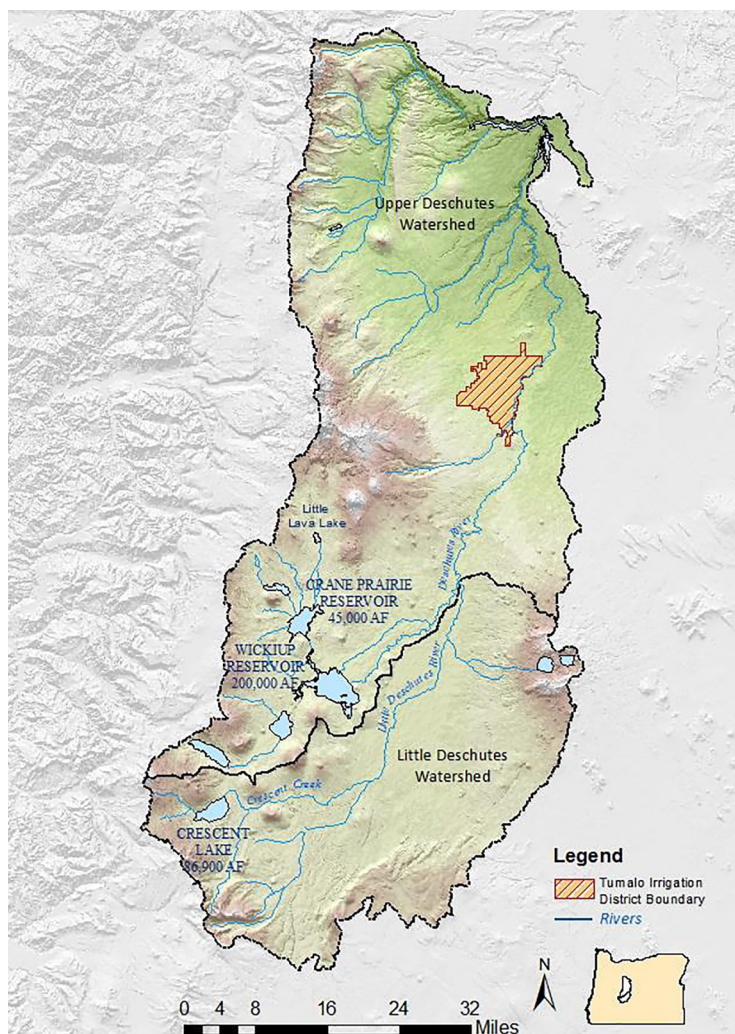 Upper Deschutes
Watershed
Little
Lava Lake
Deschutes River
CRANE PRAIRIE
RESERVOIR
45,000 AF
WICKIUP
RESERVOIR
200,000 AF
Little Deschutes River
Little Deschutes
Watershed
Crescent Creek
CRESCENT
LAKE
86,900 AF
Legend
Tumalo Irrigation
District Boundary
Rivers
N
0 4 8 16 24 32
Miles